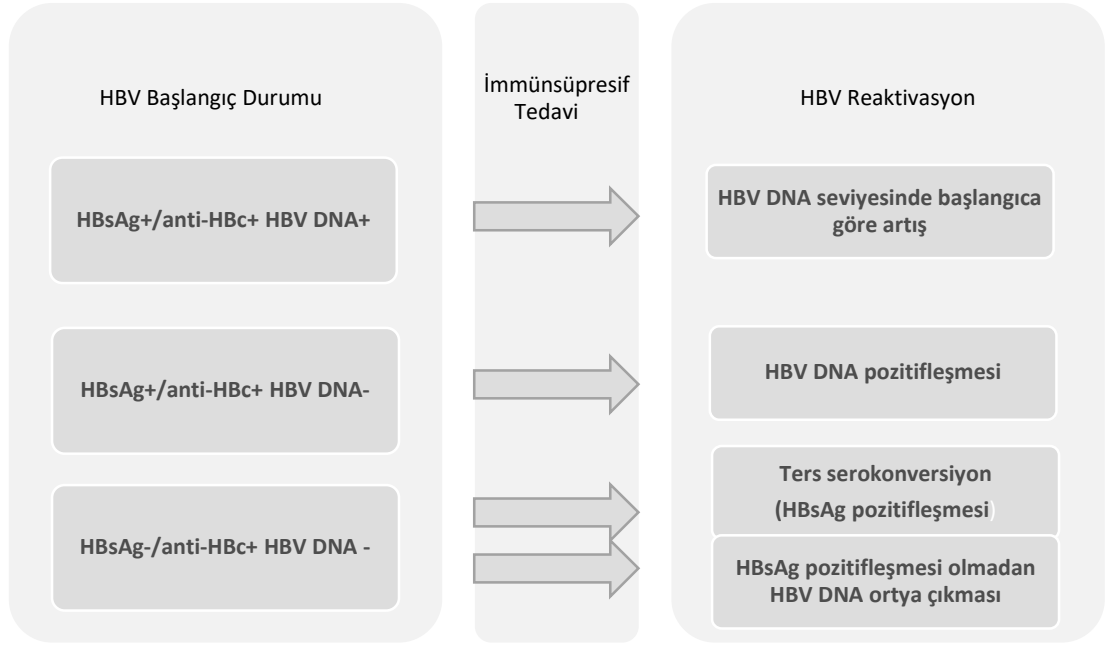 HBV Başlangıç Durumu
İmmünsüpresif
Tedavi
HBV Reaktivasyon
HBsAg+/anti-HBc+ HBV DNA+
HBV DNA seviyesinde başlangıca
göre artış
HBsAg+/anti-HBc+ HBV DNA-
HBV DNA pozitifleşmesi
HBsAg-/anti-HBc+ HBV DNA -
Ters serokonversiyon
(HBsAg pozitifleşmesi)
HBsAg pozitifleşmesi olmadan
HBV DNA ortya çıkması